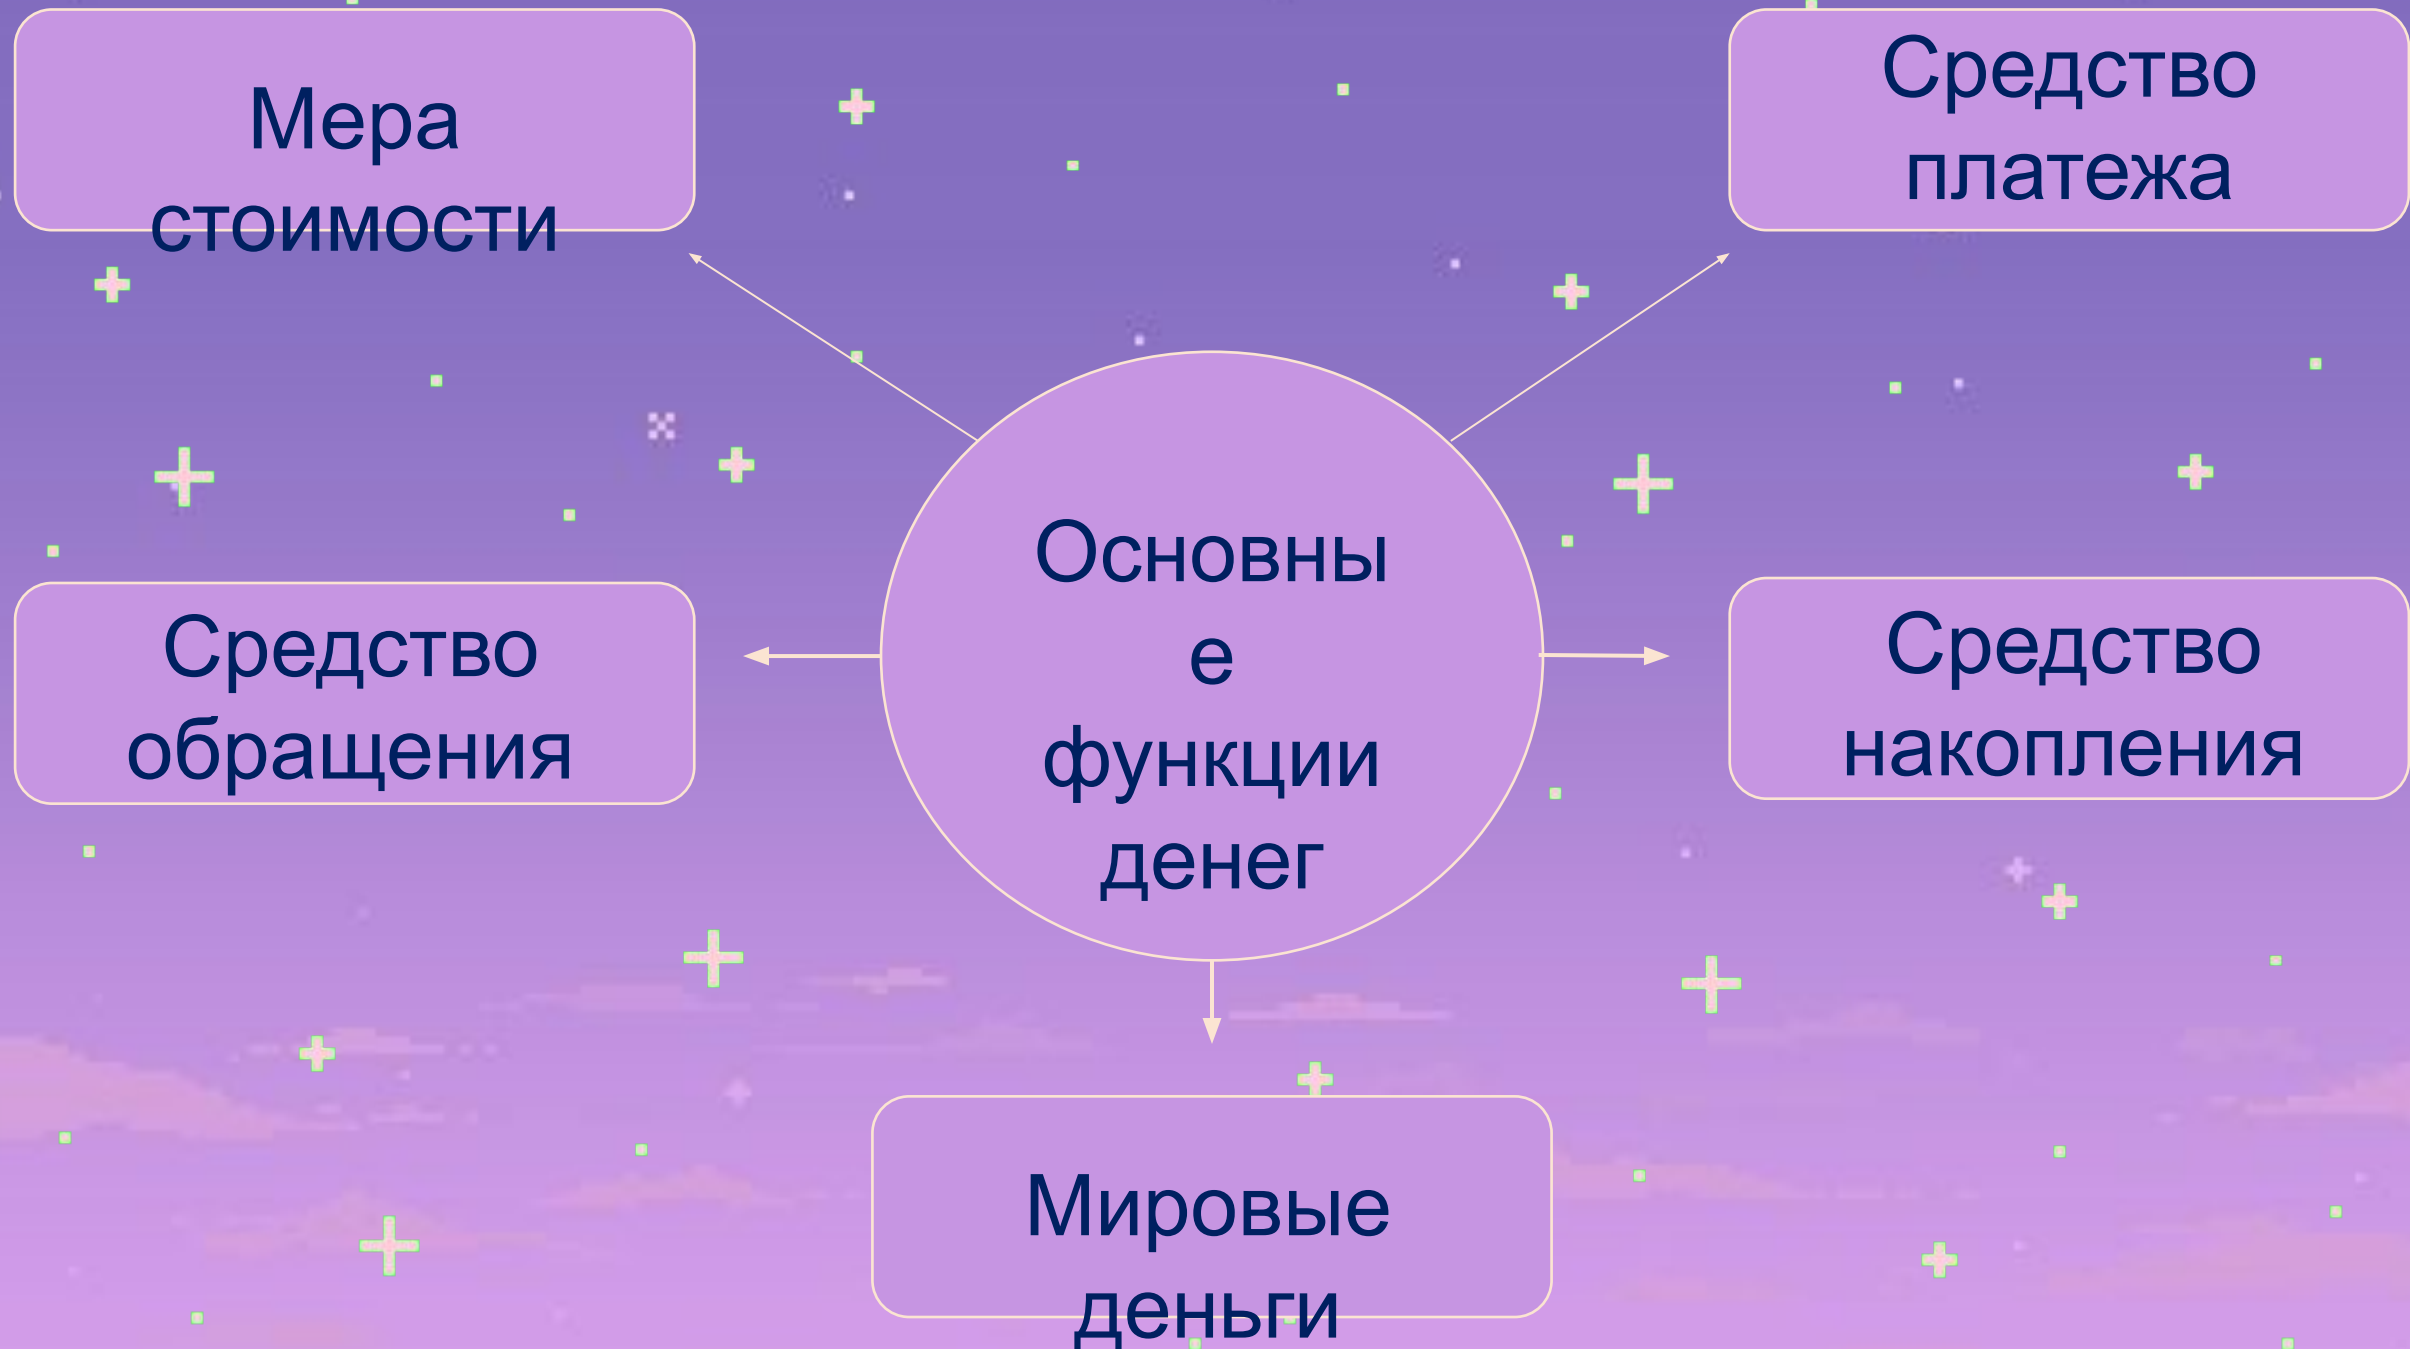 Мера
стоимости
Средство
платежа
Основны
е
функции
денег
Средство
обращения
Средство
накопления
Мировые
деньги